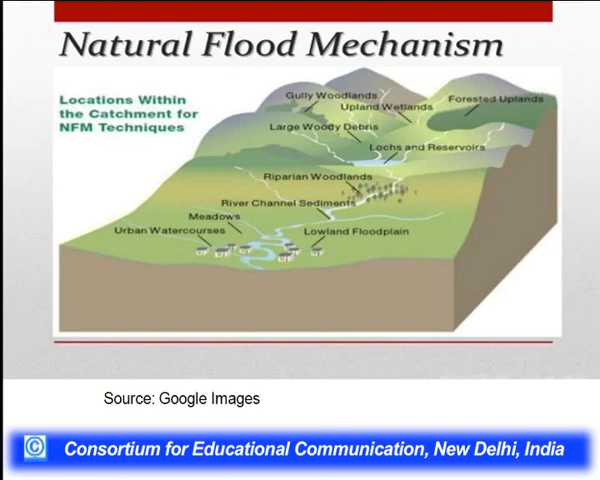 Natural Flood Mechanism
Locations Within
the Catchment for
NFM Techniques
Gully Woodlands
Upland Wetlands
Forested Uplands
Large Woody Debris
Lochs and Reservoirs
Riparian Woodlands
River Channel Sediments
Meadows
Urban Watercourses
Lowland Floodplain
Source: Google Images
© Consortium for Educational Communication, New Delhi, India